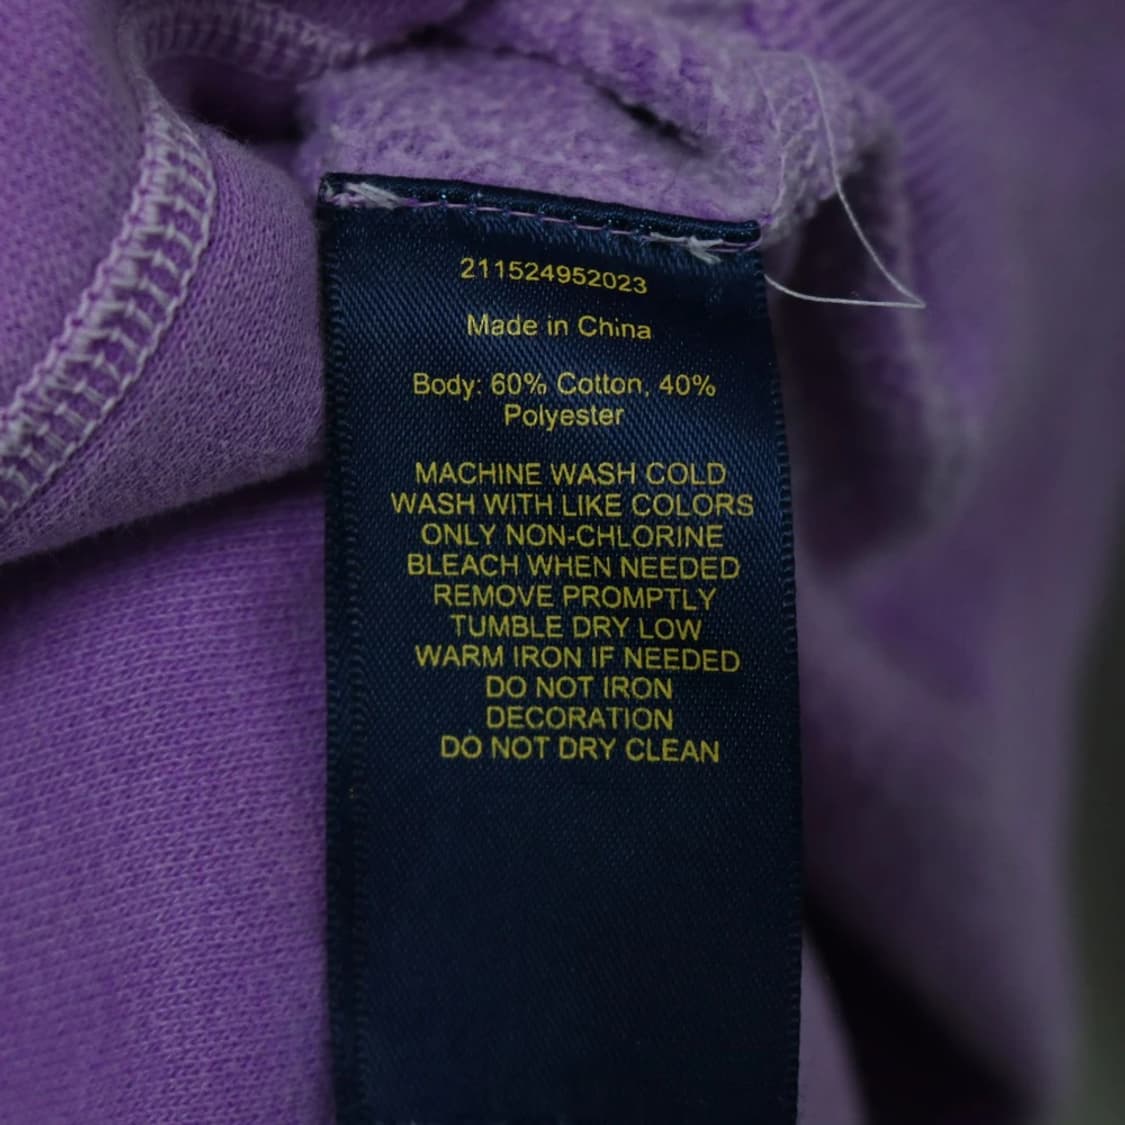 211524952023
Made in China
Body: 60% Cotton, 40%
Polyester
MACHINE WASH COLD
WASH WITH LIKE COLORS
ONLY NON-CHLORINE
BLEACH WHEN NEEDED
REMOVE PROMPTLY
TUMBLE DRY LOW
WARM IRON IF NEEDED
DO NOT IRON
DECORATION
DO NOT DRY CLEAN